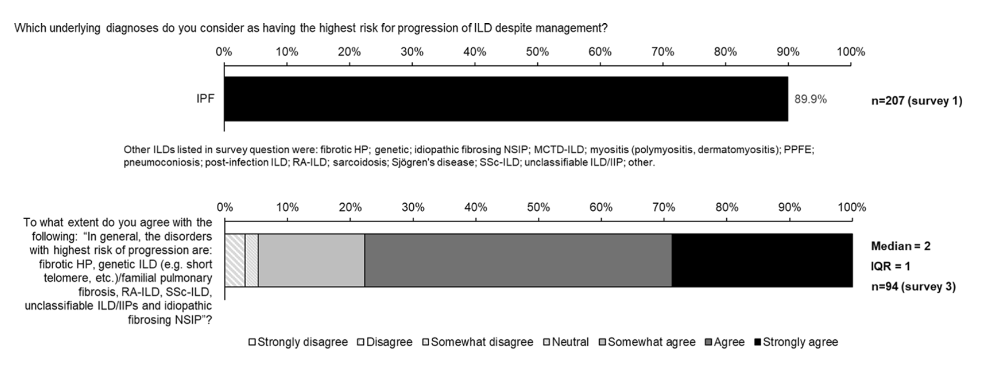 Which underlying diagnoses do you consider as having the highest risk for progression of ILD despite management?
0% 10% 20% 30% 40% 50% 60% 70% 80% 90% 100%
IPF
89.9%
n=207 (survey 1)
Other ILDs listed in survey question were: fibrotic HP; genetic; idiopathic fibrosing NSIP; MCTD-ILD; myositis (polymyositis, dermatomyositis); PPFE;
pneumoconiosis; post-infection ILD; RA-ILD; sarcoidosis; Sjögren's disease; SSc-ILD; unclassifiable ILD/IIP; other.
0% 10% 20% 30% 40% 50% 60% 70% 80% 90% 100%
To what extent do you agree with the
following: “In general, the disorders
with highest risk of progression are:
fibrotic HP, genetic ILD (e.g. short
telomere, etc.)/familial pulmonary
fibrosis, RA-ILD, SSc-ILD,
unclassifiable ILD/IIPs and idiopathic
fibrosing NSIP”?
Median = 2
IQR = 1
n=94 (survey 3)
Strongly disagree Disagree Somewhat disagree Neutral Somewhat agree Agree Strongly agree